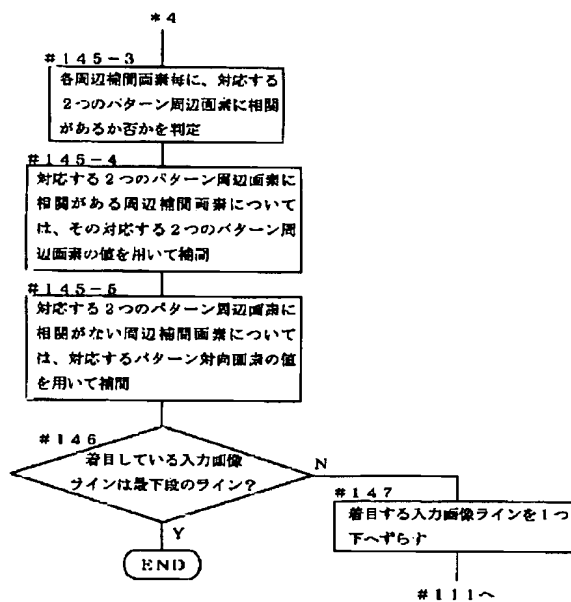 *4
#145-3
各周辺補間画素毎に、対応する
2つのパターン周辺画素に相関
があるか否かを判定
#145-4
対応する2つのパターン周辺画素に
相関がある周辺補間画素について
は、その対応する2つのパターン周
辺画素の値を用いて補間
#145-5
対応する2つのパターン周辺画素に
相関がない周辺補間画素については
は、対応するパターン対向画素の値
を用いて補間
#146
着目している入力画像
ラインは最下段のライン?
N
#147
着目する入力画像ラインを1つ
下へずらす
Y
END
#111へ